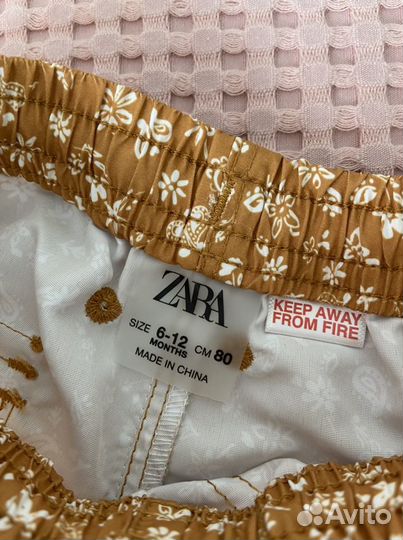 ZARA
SIZE 6-12 MONTHS CM 80
MADE IN CHINA
KEEP AWAY
FROM FIRE
Avito